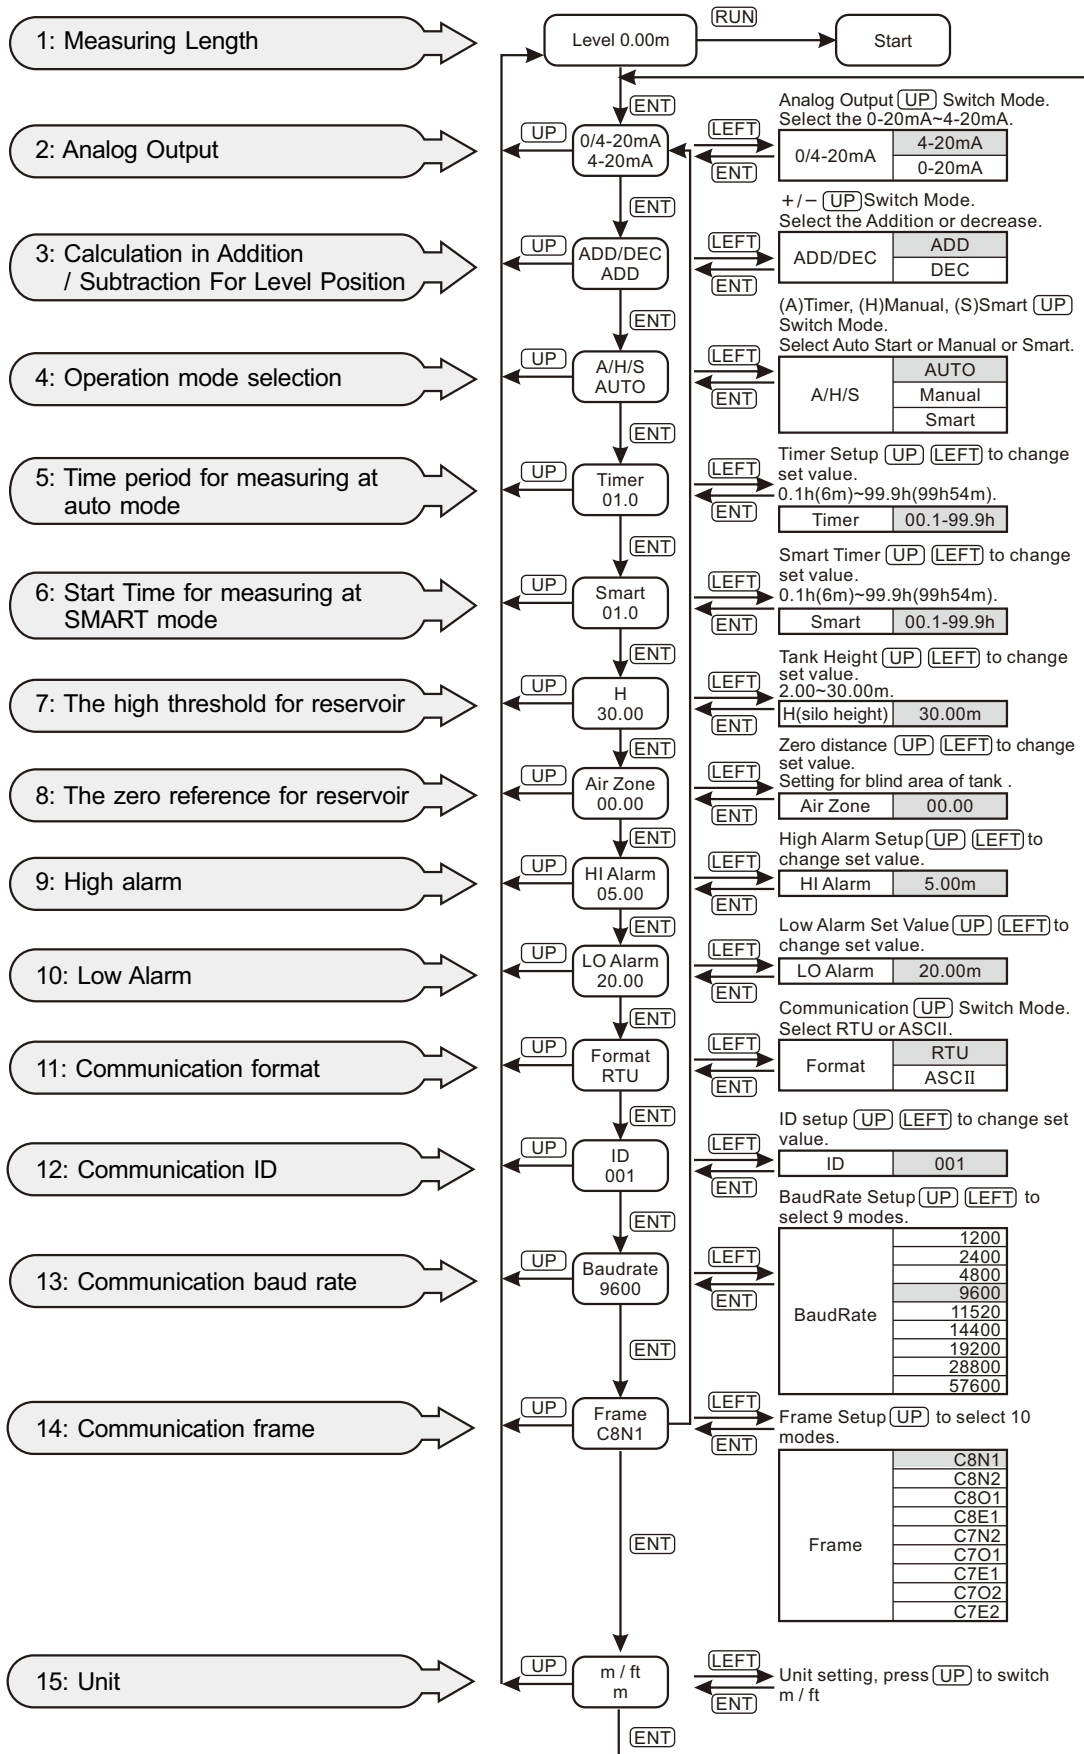 1: Measuring Length
Level 0.00m
RUN
Start
ENT
2: Analog Output
UP
0/4-20mA
4-20mA
LEFT
ENT
Analog Output UP Switch Mode.
Select the 0-20mA~4-20mA.
0/4-20mA
4-20mA
0-20mA
ENT
3: Calculation in Addition
/ Subtraction For Level Position
UP
ADD/DEC
ADD
LEFT
ENT
+/− UP Switch Mode.
Select the Addition or decrease.
ADD/DEC
ADD
DEC
ENT
4: Operation mode selection
UP
A/H/S
AUTO
LEFT
ENT
(A)Timer, (H)Manual, (S)Smart UP
Switch Mode.
Select Auto Start or Manual or Smart.
A/H/S
AUTO
Manual
Smart
ENT
5: Time period for measuring at
auto mode
UP
Timer
01.0
LEFT
ENT
Timer Setup UP LEFT to change
set value.
0.1h(6m)~99.9h(99h54m).
Timer
00.1-99.9h
ENT
6: Start Time for measuring at
SMART mode
UP
Smart
01.0
LEFT
ENT
Smart Timer UP LEFT to change
set value.
0.1h(6m)~99.9h(99h54m).
Smart
00.1-99.9h
ENT
7: The high threshold for reservoir
UP
H
30.00
LEFT
ENT
Tank Height UP LEFT to change
set value.
2.00~30.00m.
H(silo height)
30.00m
ENT
8: The zero reference for reservoir
UP
Air Zone
00.00
LEFT
ENT
Zero distance UP LEFT to change
set value.
Setting for blind area of tank .
Air Zone
00.00
ENT
9: High alarm
UP
HI Alarm
05.00
LEFT
ENT
High Alarm Setup UP LEFT to
change set value.
HI Alarm
5.00m
ENT
10: Low Alarm
UP
LO Alarm
20.00
LEFT
ENT
Low Alarm Set Value UP LEFT to
change set value.
LO Alarm
20.00m
ENT
11: Communication format
UP
Format
RTU
LEFT
ENT
Communication UP Switch Mode.
Select RTU or ASCII.
Format
RTU
ASCII
ENT
12: Communication ID
UP
ID
001
LEFT
ENT
ID setup UP LEFT to change set
value.
ID
001
ENT
13: Communication baud rate
UP
Baudrate
9600
LEFT
ENT
BaudRate Setup UP LEFT to
select 9 modes.
BaudRate
1200
2400
4800
9600
11520
14400
19200
28800
57600
ENT
14: Communication frame
UP
Frame
C8N1
LEFT
ENT
Frame Setup UP to select 10
modes.
Frame
C8N1
C8N2
C8O1
C8E1
C7N2
C7O1
C7E1
C7O2
C7E2
ENT
15: Unit
UP
m / ft
m
LEFT
ENT
Unit setting, press UP to switch
m / ft
ENT